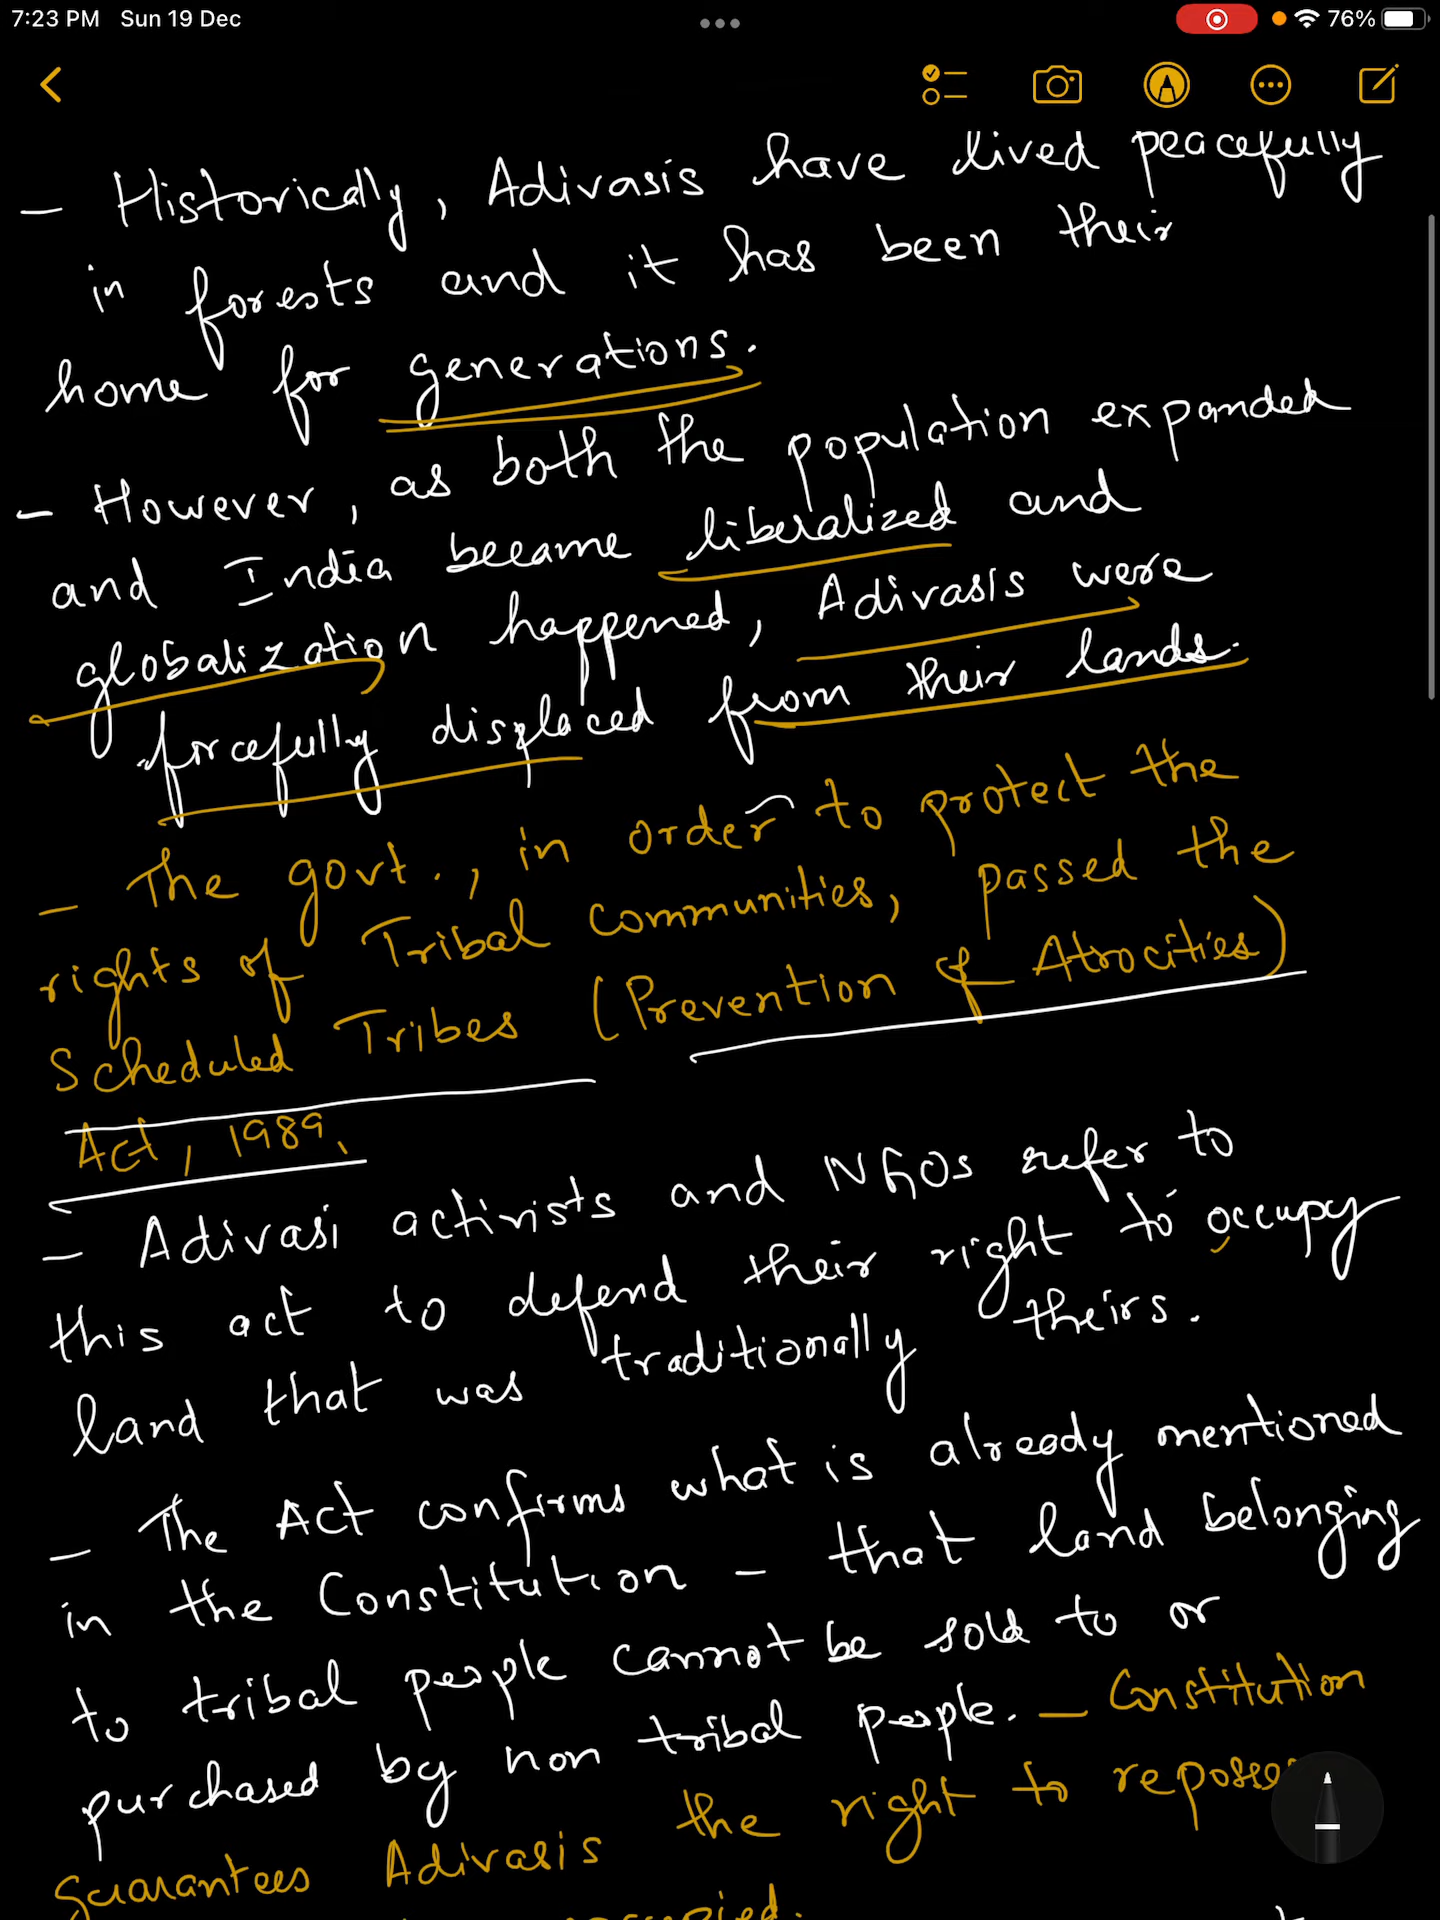 7:23 PM Sun 19 Dec 76%
- Historically, Adivasis have lived peacefully
in forests and it has been their
home for generations.
- However, as both the population expanded
and India became liberalized and
globalization happened, Adivasis were
forcefully displaced from their lands.
- The govt., in order to protect the
rights of Tribal communities, passed the
Scheduled Tribes (Prevention of Atrocities)
Act, 1989.
- Adivasi activists and NGOs refer to
this act to defend their right to occupy
land that was traditionally theirs.
- The Act confirms what is already mentioned
in the Constitution - that land belonging
to tribal people cannot be sold to or
purchased by non tribal people. - Constitution
Guarantees Adivasis the right to